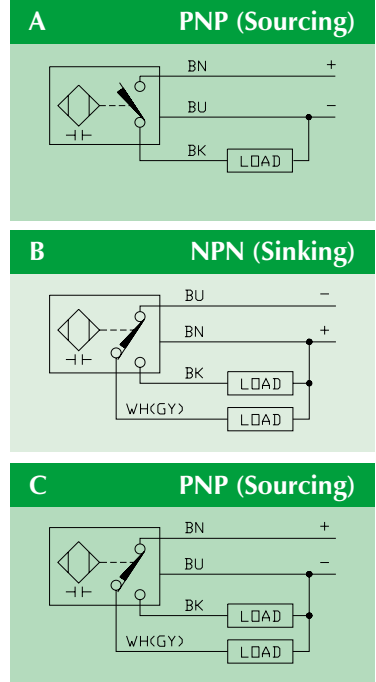 A PNP (Sourcing)
BN +
BU −
BK LOAD
B NPN (Sinking)
BU −
BN +
BK LOAD
WH(GY) LOAD
C PNP (Sourcing)
BN +
BU −
BK LOAD
WH(GY) LOAD